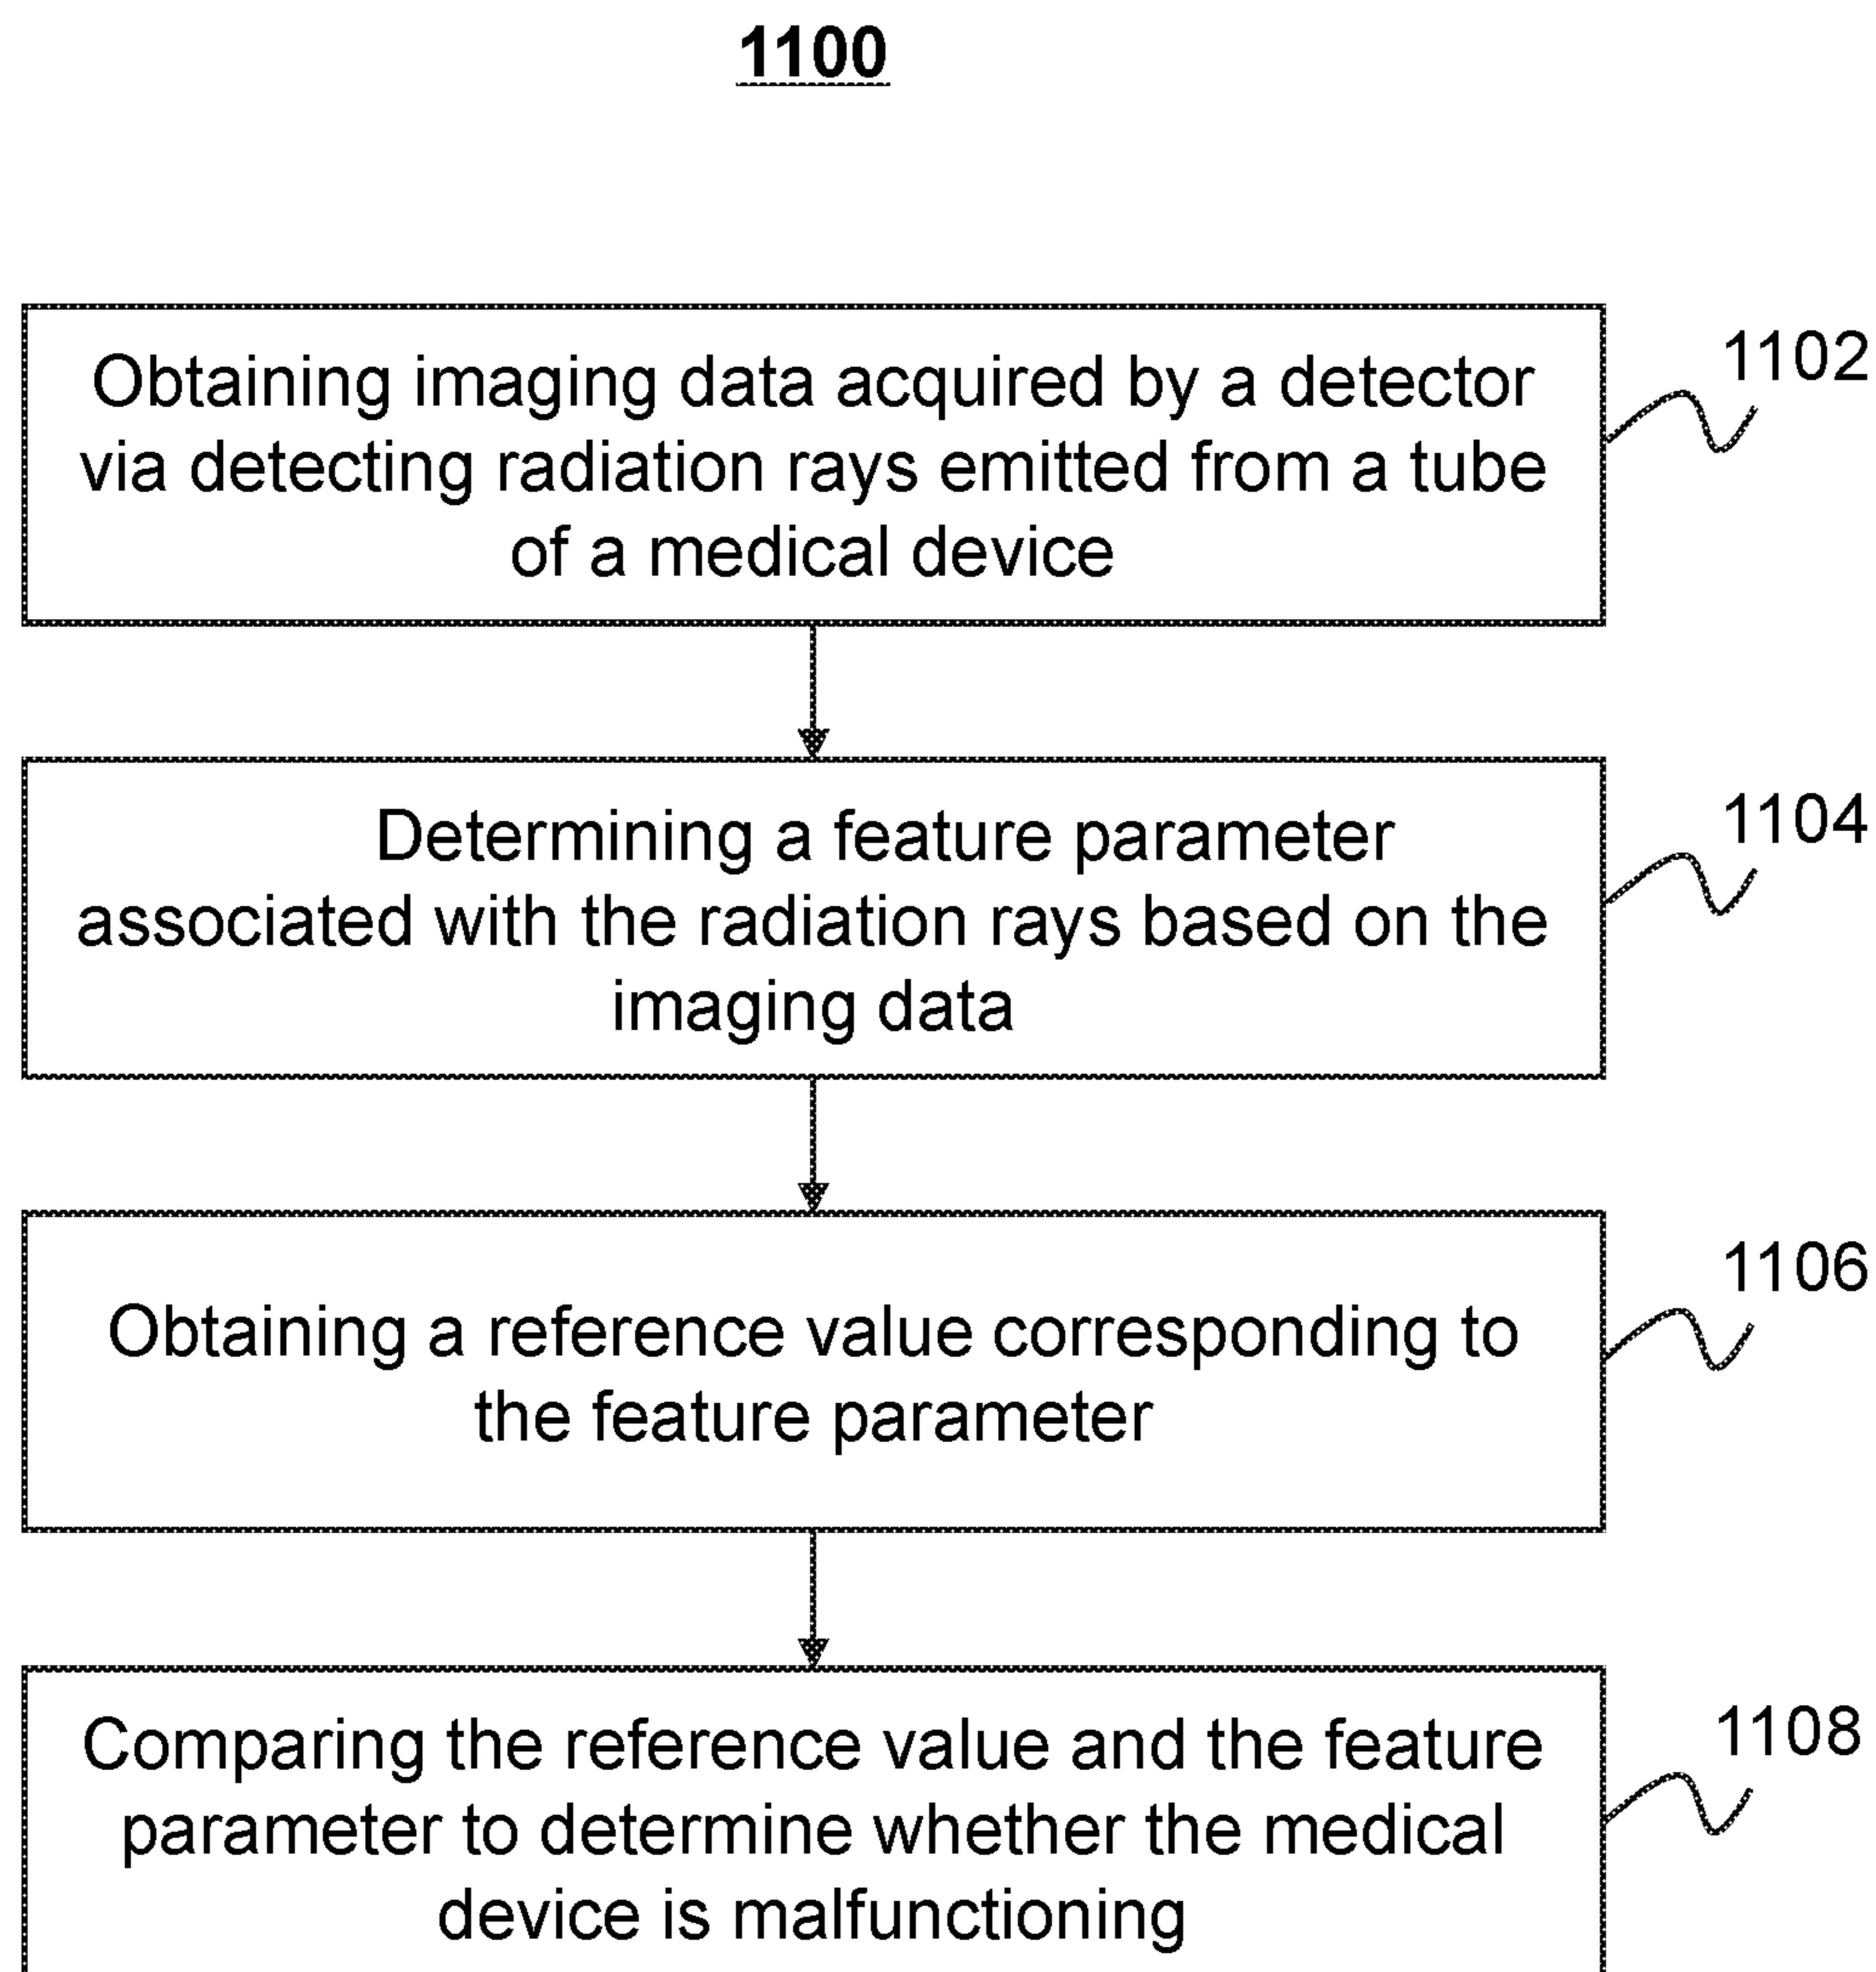 1100
Obtaining imaging data acquired by a detector
via detecting radiation rays emitted from a tube
of a medical device
1102
Determining a feature parameter
associated with the radiation rays based on the
imaging data
1104
Obtaining a reference value corresponding to
the feature parameter
1106
Comparing the reference value and the feature
parameter to determine whether the medical
device is malfunctioning
1108